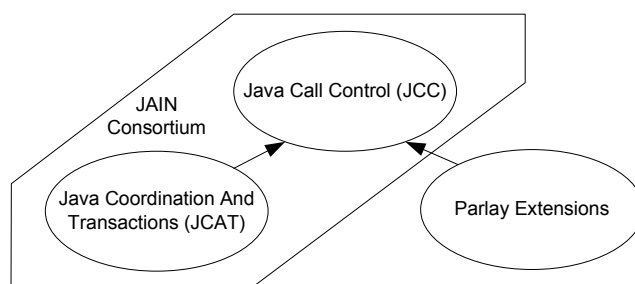 Java Call Control (JCC)
JAIN
Consortium
Java Coordination And
Transactions (JCAT)
Parlay Extensions